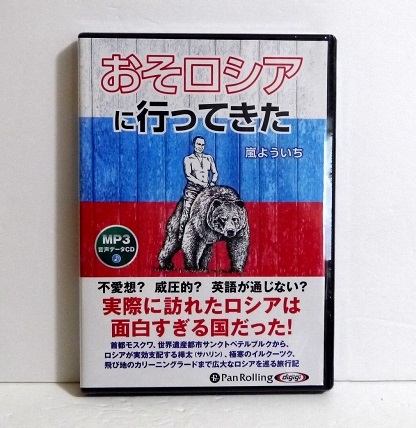 おそロシア
に行ってきた
嵐よういち
MP3
音声データCD
不愛想? 威圧的? 英語が通じない?
実際に訪れたロシアは
面白すぎる国だった!
首都モスクワ、世界遺産都市サンクトペテルブルクから、
ロシアが実効支配する樺太(サハリン)、極寒のイルクーツク、
飛び地のカリーニングラードまで広大なロシアを巡る旅行記
PanRolling digigi